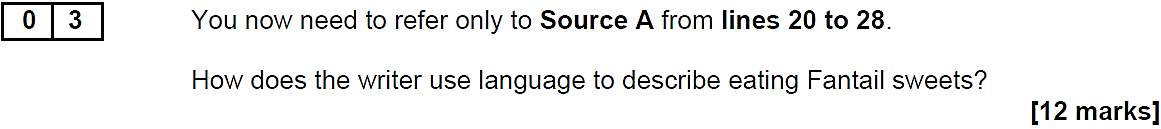 0 3 You now need to refer only to Source A from lines 20 to 28.
How does the writer use language to describe eating Fantail sweets?
[12 marks]